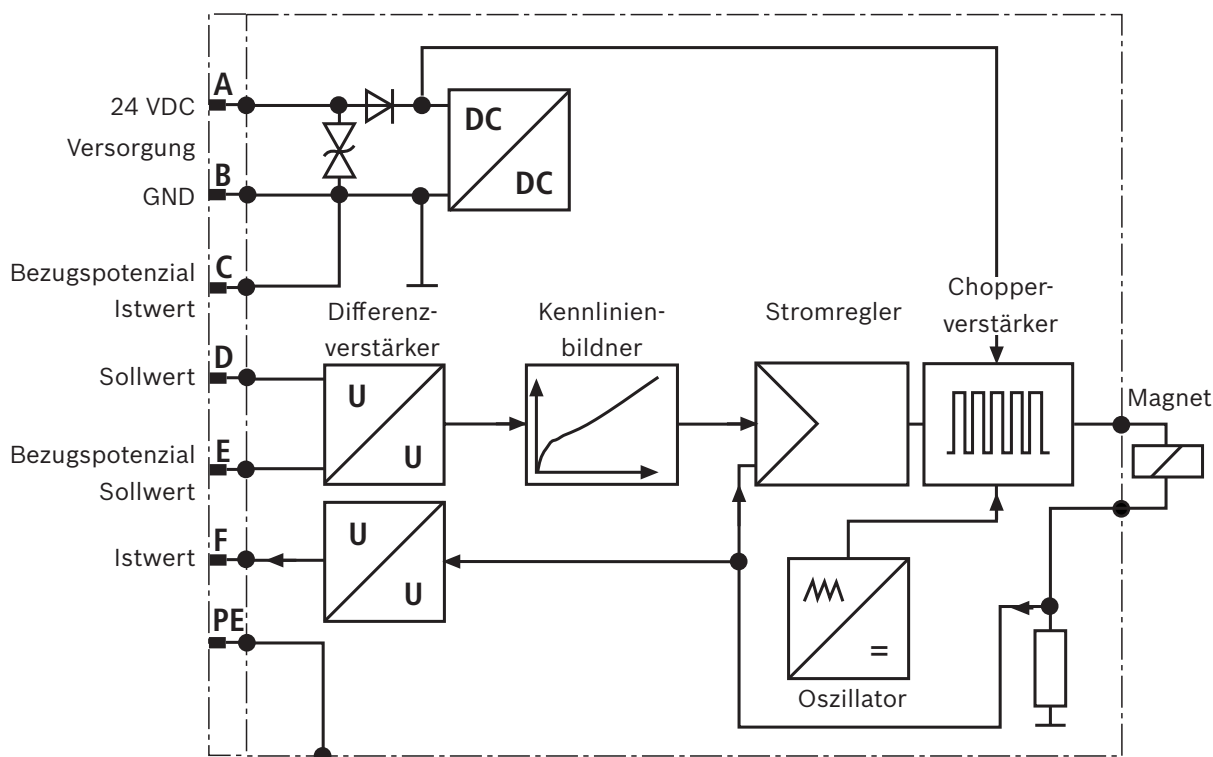 A
24 VDC
Versorgung
B
GND
DC
DC
Bezugspotenzial
Istwert
C
Differenz-
verstärker
Kennlinien-
bildner
Stromregler
Chopper-
verstärker
D
Sollwert
U
U
Magnet
Bezugspotenzial
Sollwert
E
Istwert
F
U
U
PE
=
Oszillator